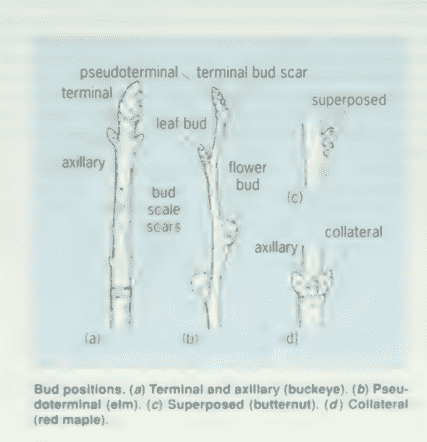 pseudoterminal
terminal bud scar
terminal
superposed
leaf bud
axillary
flower
bud
bud
scale
scars
(c)
collateral
axillary
(a)
(b)
d)
Bud positions. (a) Terminal and axillary (buckeye). (b) Pseu-
doterminal (elm). (c) Superposed (butternut). (d) Collateral
(red maple).